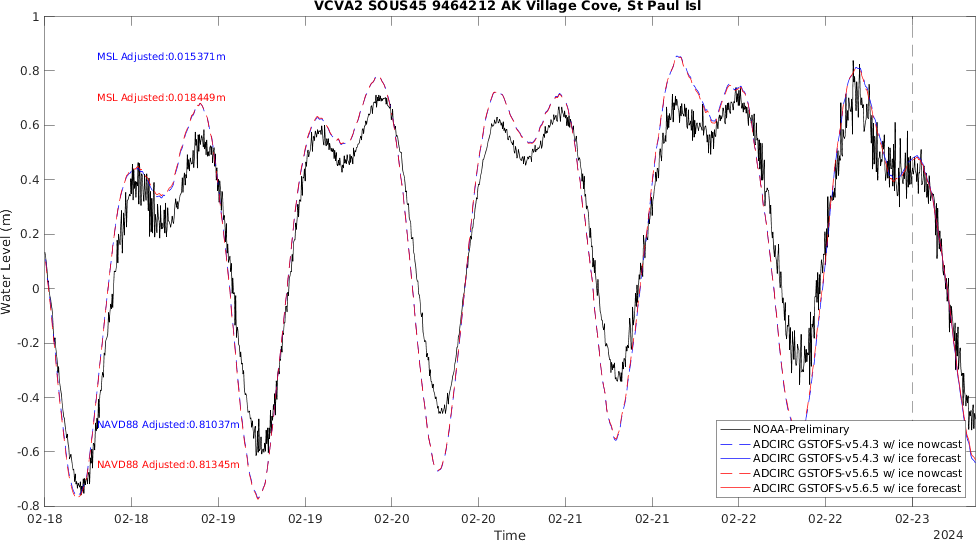 VCVA2 SOUS45 9464212 AK Village Cove, St Paul Isl
1
0.8
0.6
0.4
0.2
0
-0.2
-0.4
-0.6
-0.8
Water Level (m)
MSL Adjusted:0.015371m
MSL Adjusted:0.018449m
NAVD88 Adjusted:0.81037m
NAVD88 Adjusted:0.81345m
NOAA-Preliminary
ADCIRC GSTOFS-v5.4.3 w/ ice nowcast
ADCIRC GSTOFS-v5.4.3 w/ ice forecast
ADCIRC GSTOFS-v5.6.5 w/ ice nowcast
ADCIRC GSTOFS-v5.6.5 w/ ice forecast
02-18 02-18 02-19 02-19 02-20 02-20 02-21 02-21 02-22 02-22 02-23
Time
2024